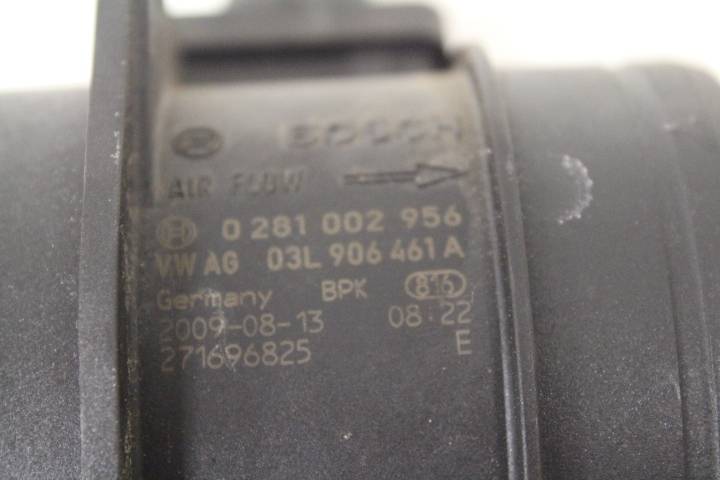 BOSCH
AIR FLOW
0 281 002 956
VW AG 03L 906 461 A
Germany BPK 816
2009-08-13 08:22
271696825 E